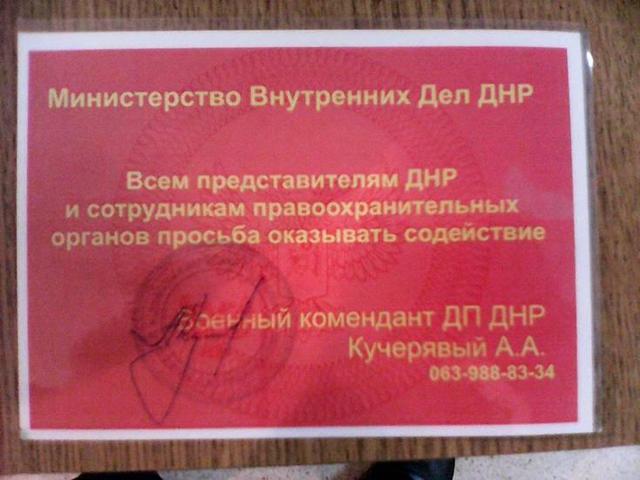 Министерство Внутренних Дел ДНР
Всем представителям ДНР
и сотрудникам правоохранительных
органов просьба оказывать содействие
Военный комендант ДП ДНР
Кучерявый А.А.
063-988-83-34